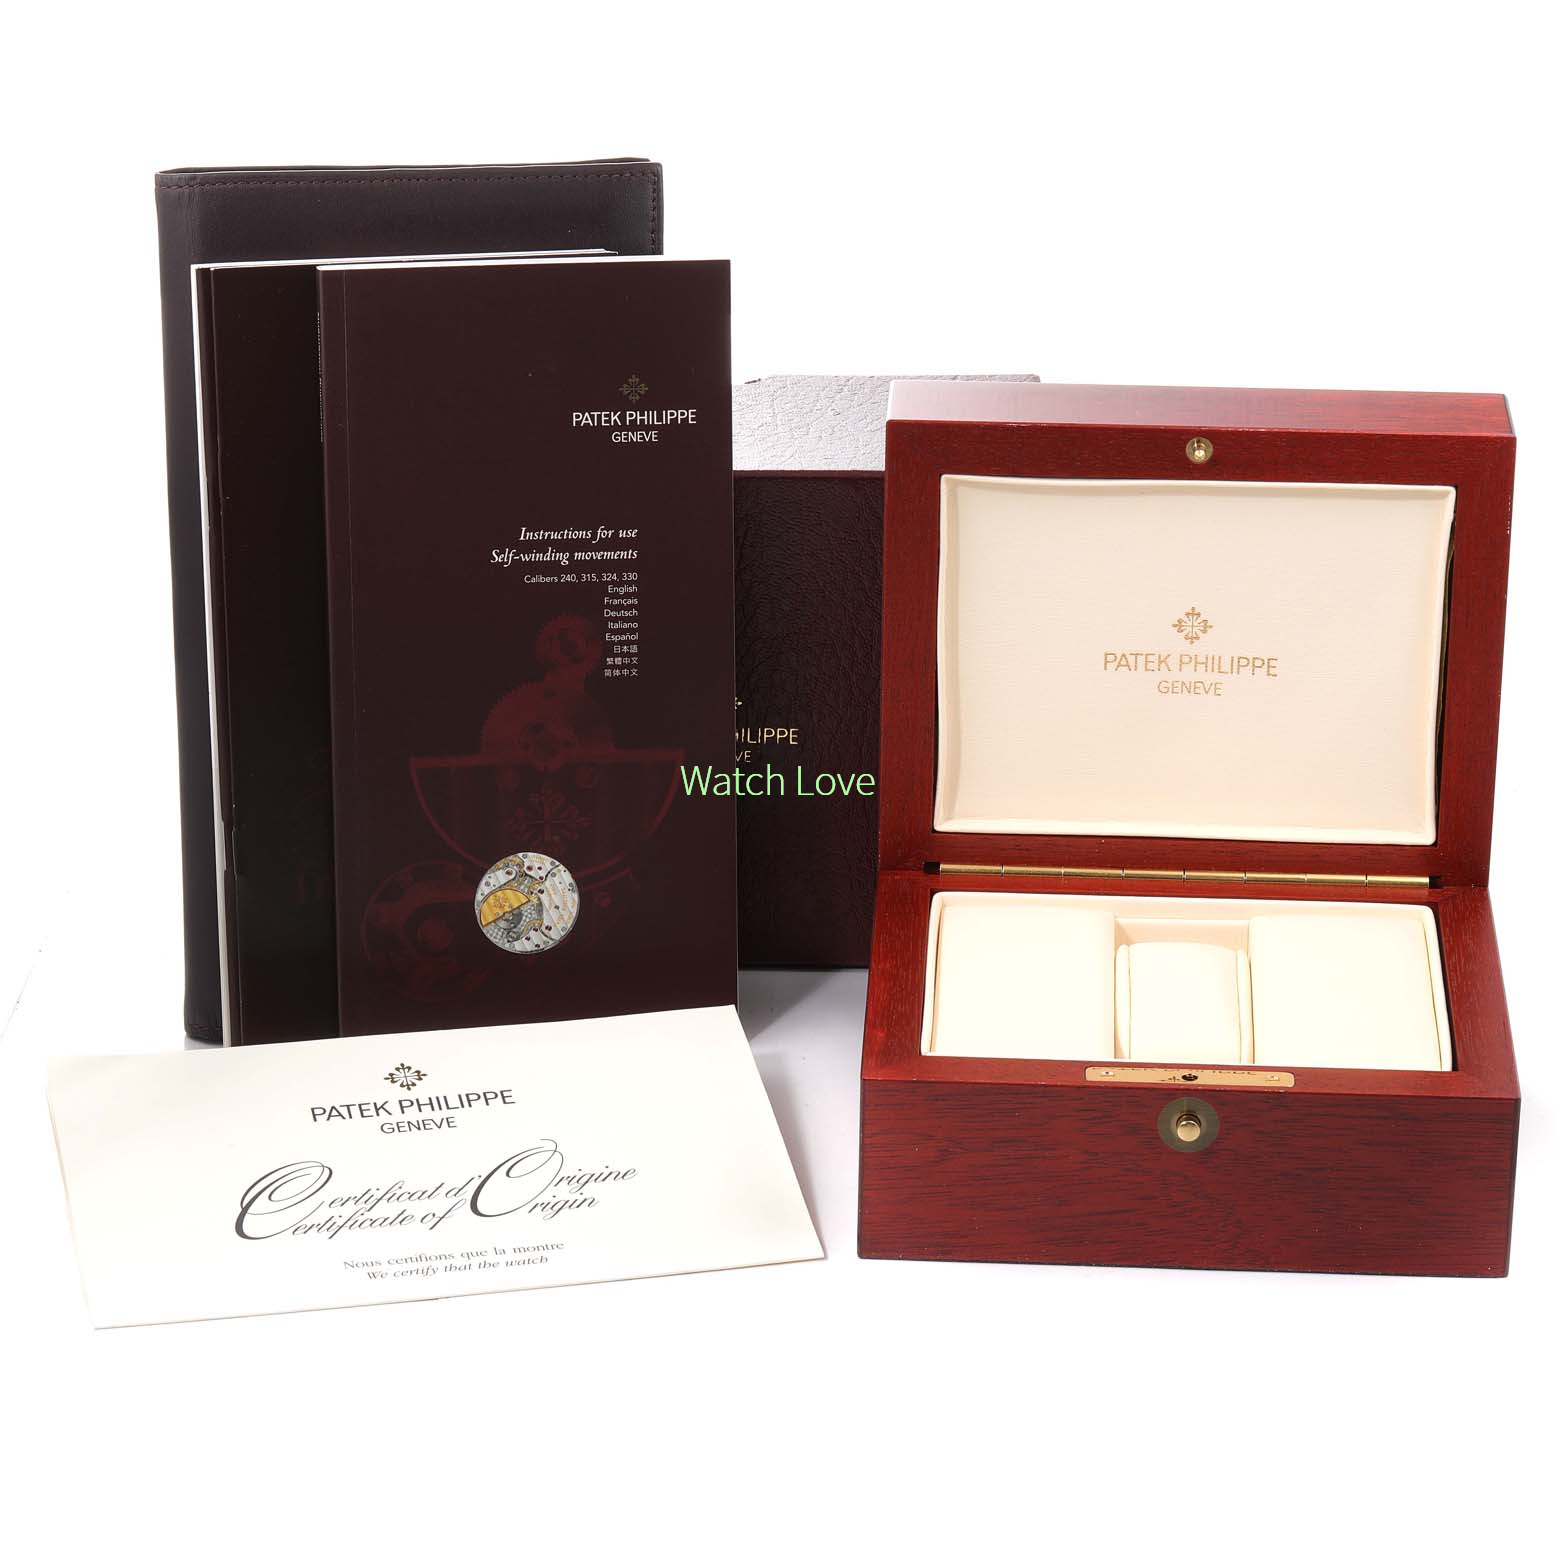 PATEK PHILIPPE
GENEVE
Instructions for use
Self-winding movements
Calibers 240, 315, 324, 330
English
Français
Deutsch
Italiano
Español
日本語
繁體中文
简体中文
ILIPPE
VE
Watch Love
PATEK PHILIPPE
GENEVE
PATEK PHILIPPE
GENEVE
Certificat d'Origine
Certificate of Origin
Nous certifions que la montre
We certify that the watch